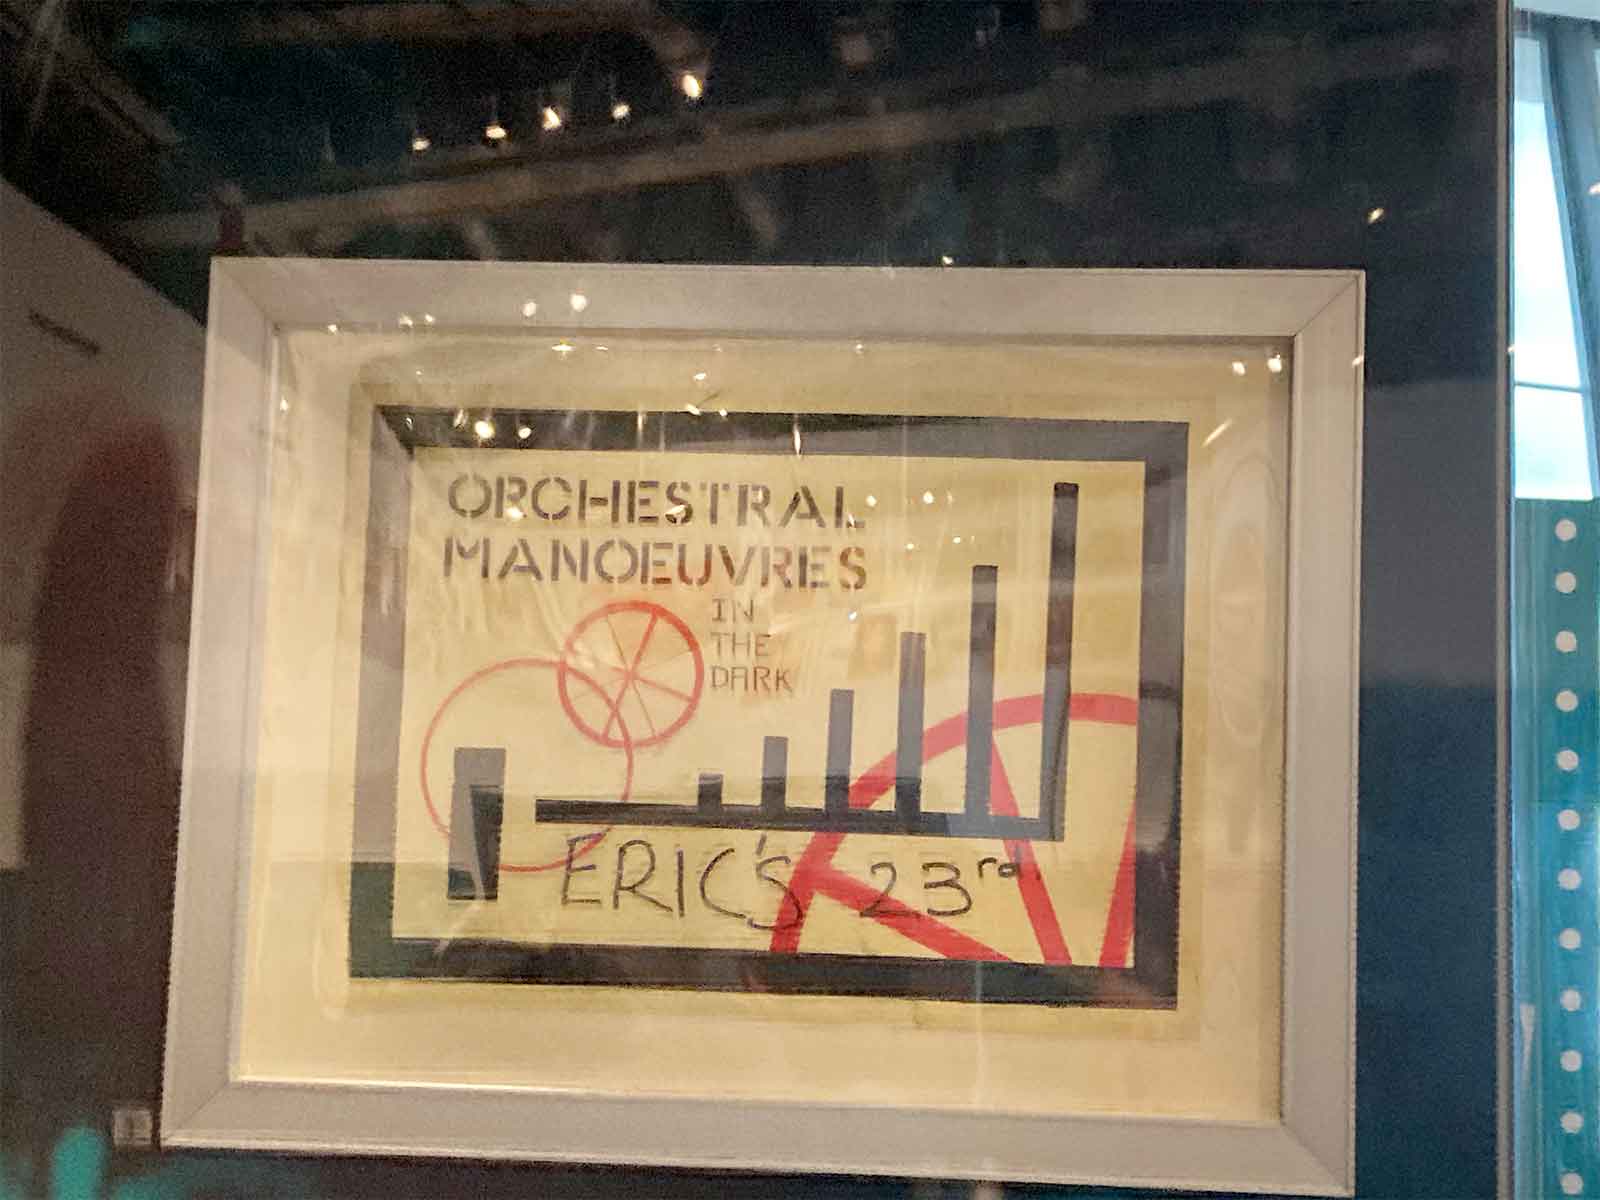 ORCHESTRAL
MANOEUVRES
IN
THE
DARK
ERIC'S 23rd